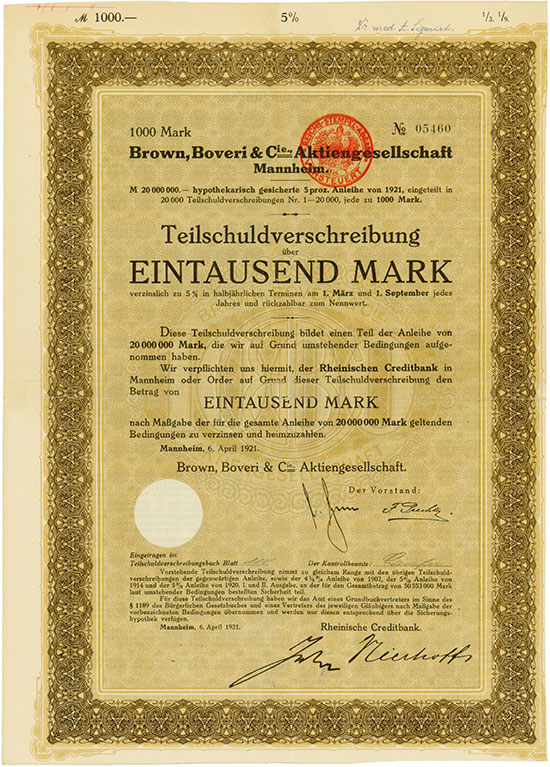 M 1000.— 5% 1/3. 1/9.
Dr. med.
1000 Mark № 05460
Brown, Boveri & Cie., Aktiengesellschaft
Mannheim.
M 20 000 000.— hypothekarisch gesicherte 5 proz. Anleihe von 1921, eingeteilt in
20 000 Teilschuldverschreibungen Nr. 1—20 000, jede zu 1000 Mark.
Teilschuldverschreibung
über
EINTAUSEND MARK
verzinslich zu 5% in halbjährlichen Terminen am 1. März und 1. September jedes
Jahres und rückzahlbar zum Nennwert.
Diese Teilschuldverschreibung bildet einen Teil der Anleihe von
20 000 000 Mark, die wir auf Grund umstehender Bedingungen aufge-
nommen haben.
Wir verpflichten uns hiermit, der Rheinischen Creditbank in
Mannheim oder Order auf Grund dieser Teilschuldverschreibung den
Betrag von
EINTAUSEND MARK
nach Maßgabe der für die gesamte Anleihe von 20 000 000 Mark geltenden
Bedingungen zu verzinsen und heimzuzahlen.
Mannheim, 6. April 1921.
Brown, Boveri & Cie., Aktiengesellschaft.
Der Vorstand:
Eingetragen im
Teilschuldverschreibungsbuch Blatt Der Kontrollbeamte:
Vorstehende Teilschuldverschreibung nimmt zu gleichem Range mit den übrigen Teilschuld-
verschreibungen der gegenwärtigen Anleihe, sowie der 4½% Anleihe von 1907, der 5% Anleihe von
1914 und der 5% Anleihe von 1920, I. und II. Ausgabe, an der für den Gesamtbetrag von 50 553 000 Mark
laut umstehender Bedingungen bestellten Sicherheit teil.
Für diese Teilschuldverschreibung haben wir das Amt eines Grundbuchvertreters im Sinne des
§ 1189 des Bürgerlichen Gesetzbuches und eines Vertreters des jeweiligen Gläubigers nach Maßgabe der
vorbezeichneten Bedingungen übernommen und werden nur diesen entsprechend über die Sicherungs-
hypothek verfügen.
Mannheim, 6. April 1921. Rheinische Creditbank.